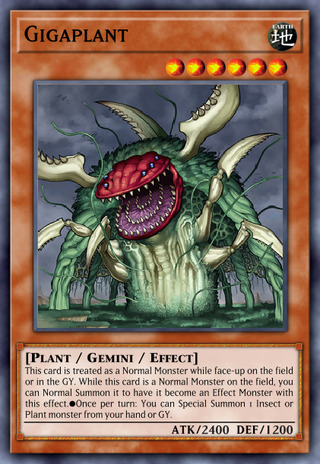 GIGAPLANT
EARTH
地
[PLANT / GEMINI / EFFECT]
This card is treated as a Normal Monster while face-up on the field
or in the GY. While this card is a Normal Monster on the field, you
can Normal Summon it to have it become an Effect Monster with
this effect.●Once per turn: You can Special Summon 1 Insect or
Plant monster from your hand or GY.
ATK/2400 DEF/1200